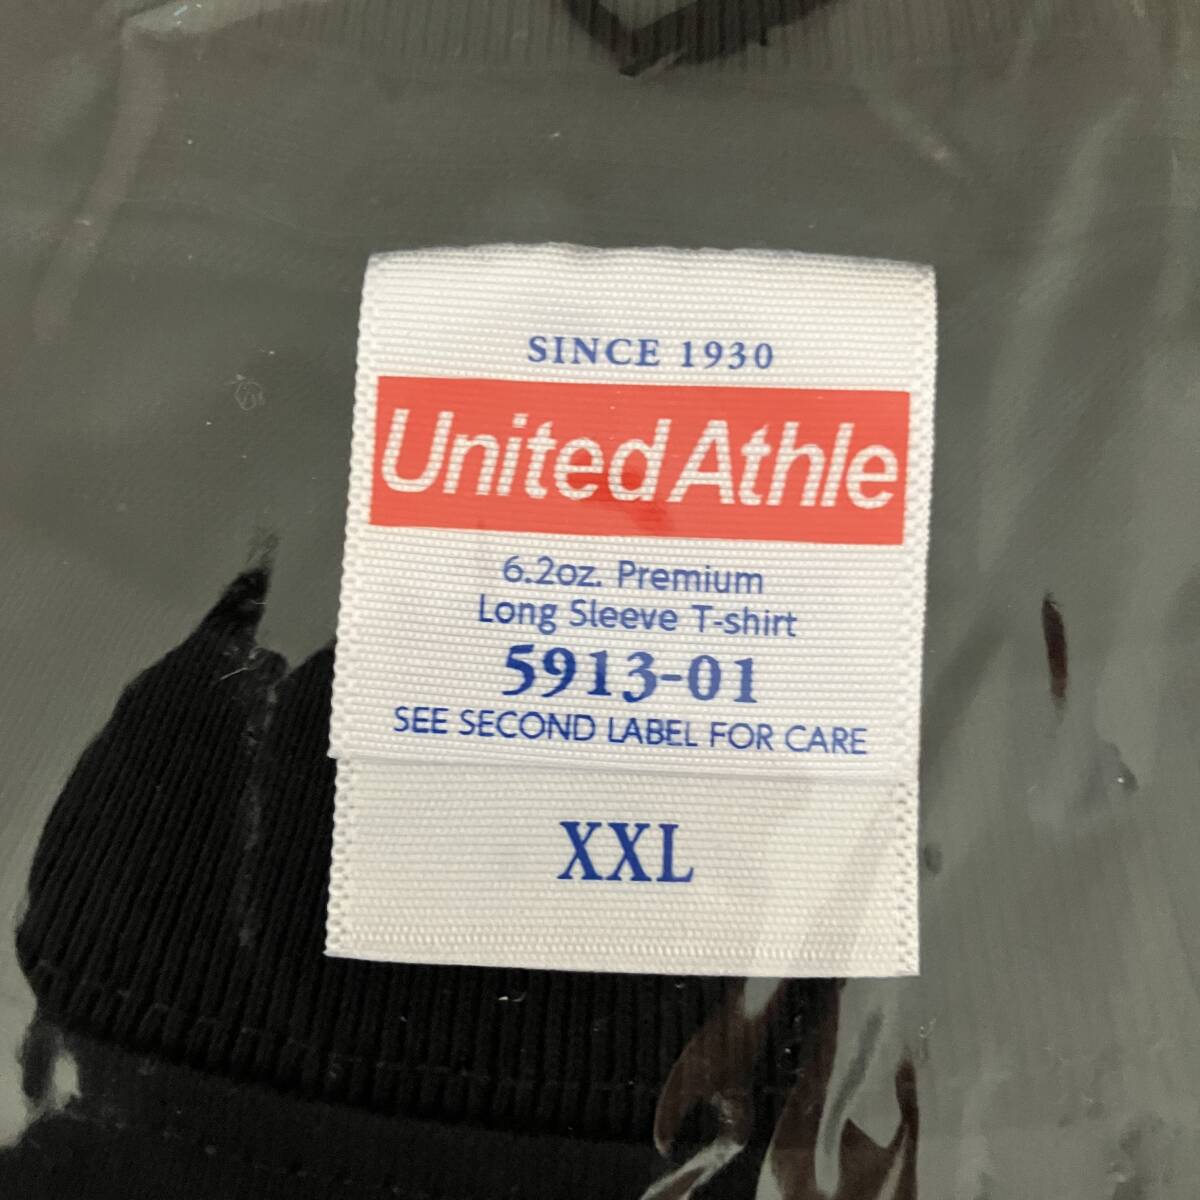 SINCE 1930
United Athle
6.2oz. Premium
Long Sleeve T-shirt
5913-01
SEE SECOND LABEL FOR CARE
XXL